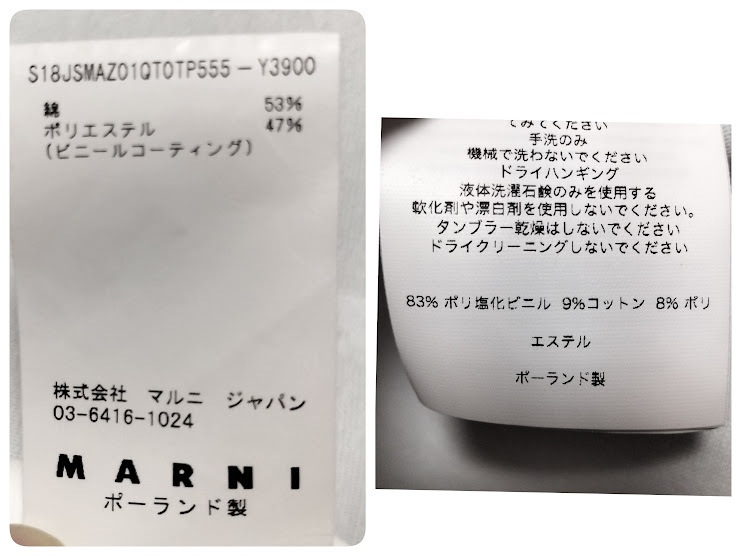 S18JSMAZ01QT0TP555-Y3900
綿 53%
ポリエステル 47%
(ビニールコーティング)
株式会社 マルニ ジャパン
03-6416-1024
MARNI
ポーランド製
てみてください
手洗のみ
機械で洗わないでください
ドライハンギング
液体洗濯石鹸のみを使用する
軟化剤や漂白剤を使用しないでください。
タンブラー乾燥はしないでください
ドライクリーニングしないでください
83% ポリ塩化ビニル 9%コットン 8% ポリ
エステル
ポーランド製